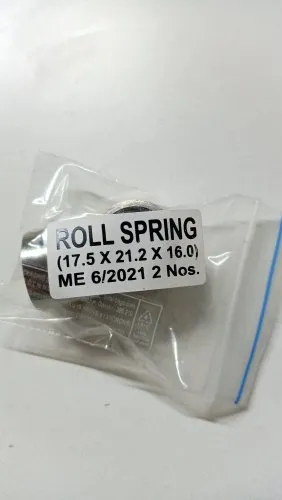 ROLL SPRING
(17.5 X 21.2 X 16.0)
ME 6/2021 2 Nos.